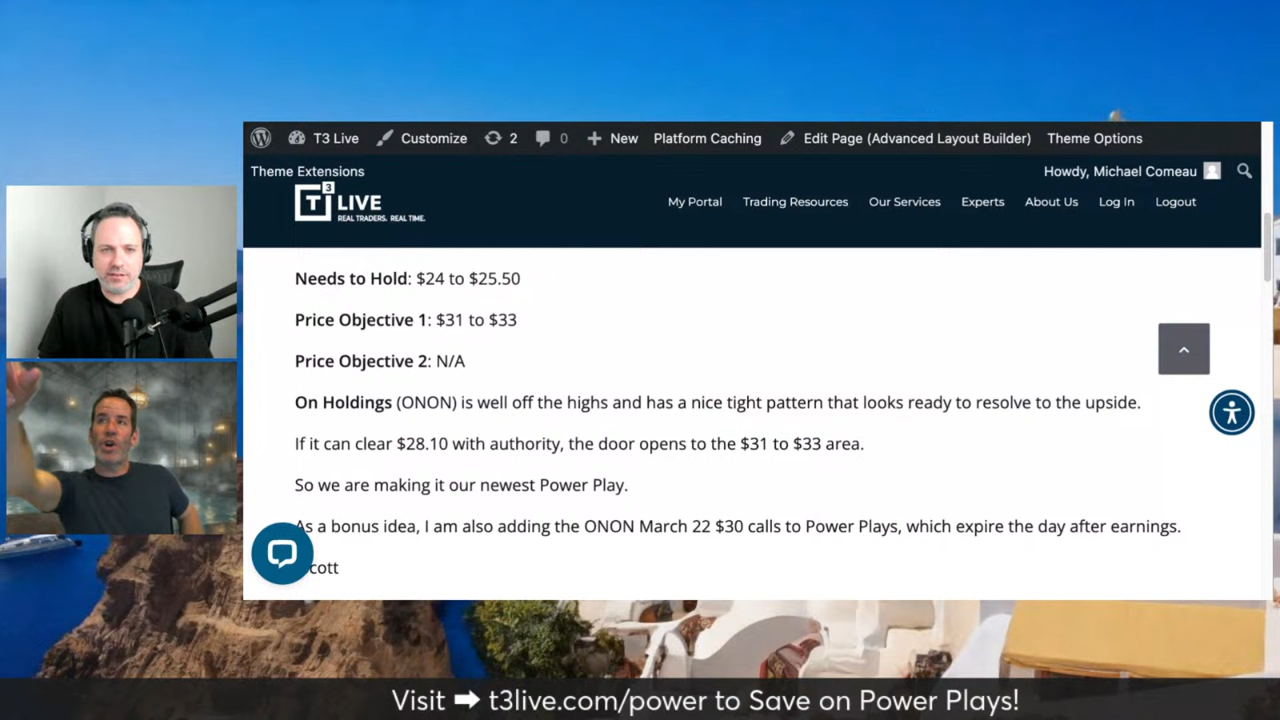 T3 Live Customize 2 0 New Platform Caching Edit Page (Advanced Layout Builder) Theme Options
Theme Extensions Howdy, Michael Comeau
T3 LIVE
REAL TRADERS. REAL TIME.
My Portal Trading Resources Our Services Experts About Us Log In Logout
Needs to Hold: $24 to $25.50
Price Objective 1: $31 to $33
Price Objective 2: N/A
On Holdings (ONON) is well off the highs and has a nice tight pattern that looks ready to resolve to the upside.
If it can clear $28.10 with authority, the door opens to the $31 to $33 area.
So we are making it our newest Power Play.
As a bonus idea, I am also adding the ONON March 22 $30 calls to Power Plays, which expire the day after earnings.
cott
Visit ➡ t3live.com/power to Save on Power Plays!